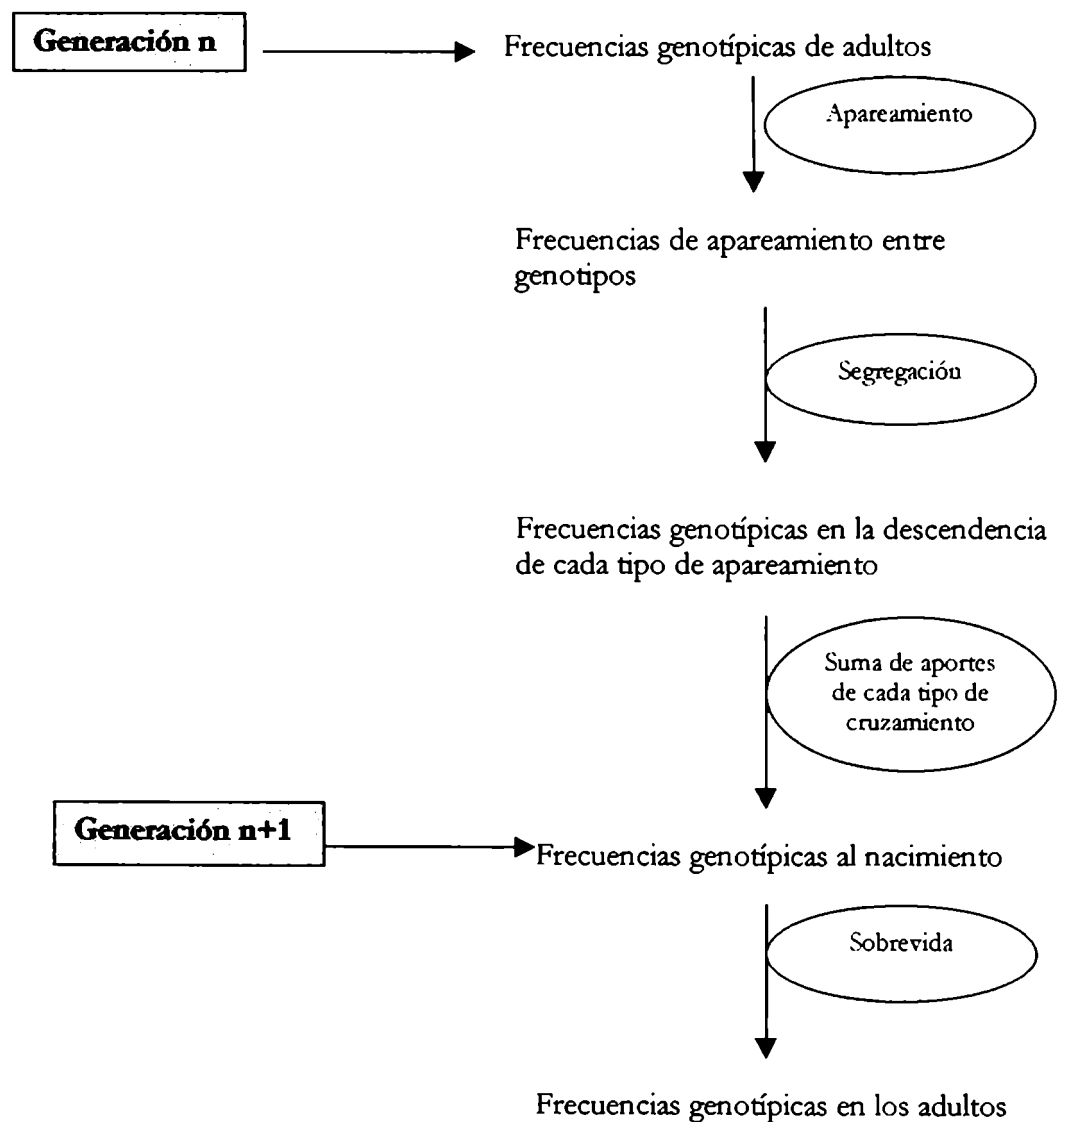 Generación n
Frecuencias genotípicas de adultos
Apareamiento
Frecuencias de apareamiento entre
genotipos
Segregación
Frecuencias genotípicas en la descendencia
de cada tipo de apareamiento
Suma de aportes
de cada tipo de
cruzamiento
Generación n+1
Frecuencias genotípicas al nacimiento
Sobrevida
Frecuencias genotípicas en los adultos